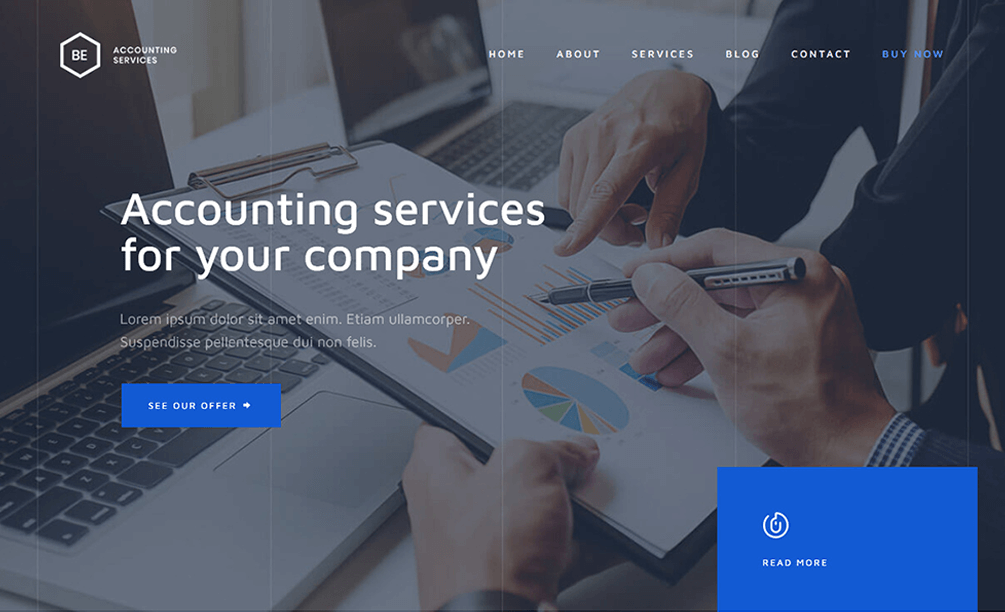 BE
ACCOUNTING
SERVICES
HOME
ABOUT
SERVICES
BLOG
CONTACT
BUY NOW
Accounting services
for your company
Lorem ipsum dolor sit amet enim. Etiam ullamcorper.
Suspendisse pellentesque dui non felis.
SEE OUR OFFER
READ MORE